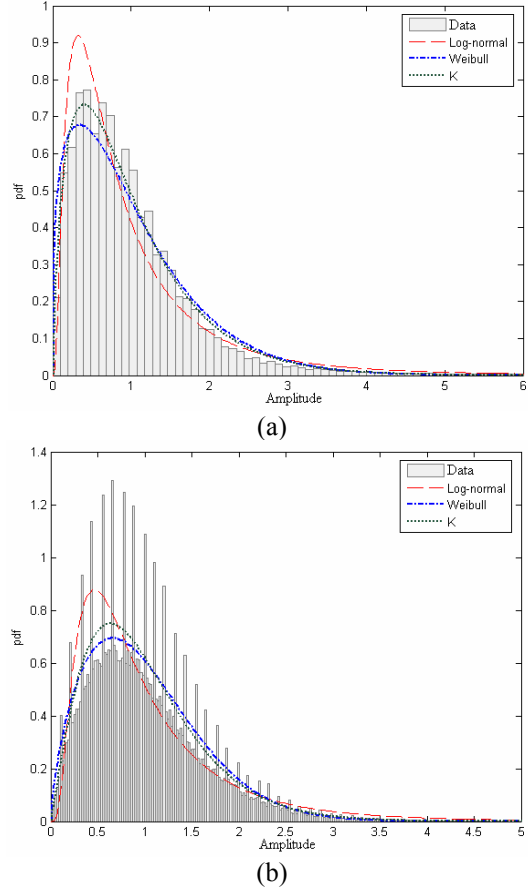 1
0.9
0.8
0.7
0.6
0.5
0.4
0.3
0.2
0.1
0
pdf
Data
Log-normal
Weibull
K
0 1 2 3 4 5 6
Amplitude
(a)
1.4
1.2
1
0.8
0.6
0.4
0.2
0
pdf
Data
Log-normal
Weibull
K
0 0.5 1 1.5 2 2.5 3 3.5 4 4.5 5
Amplitude
(b)